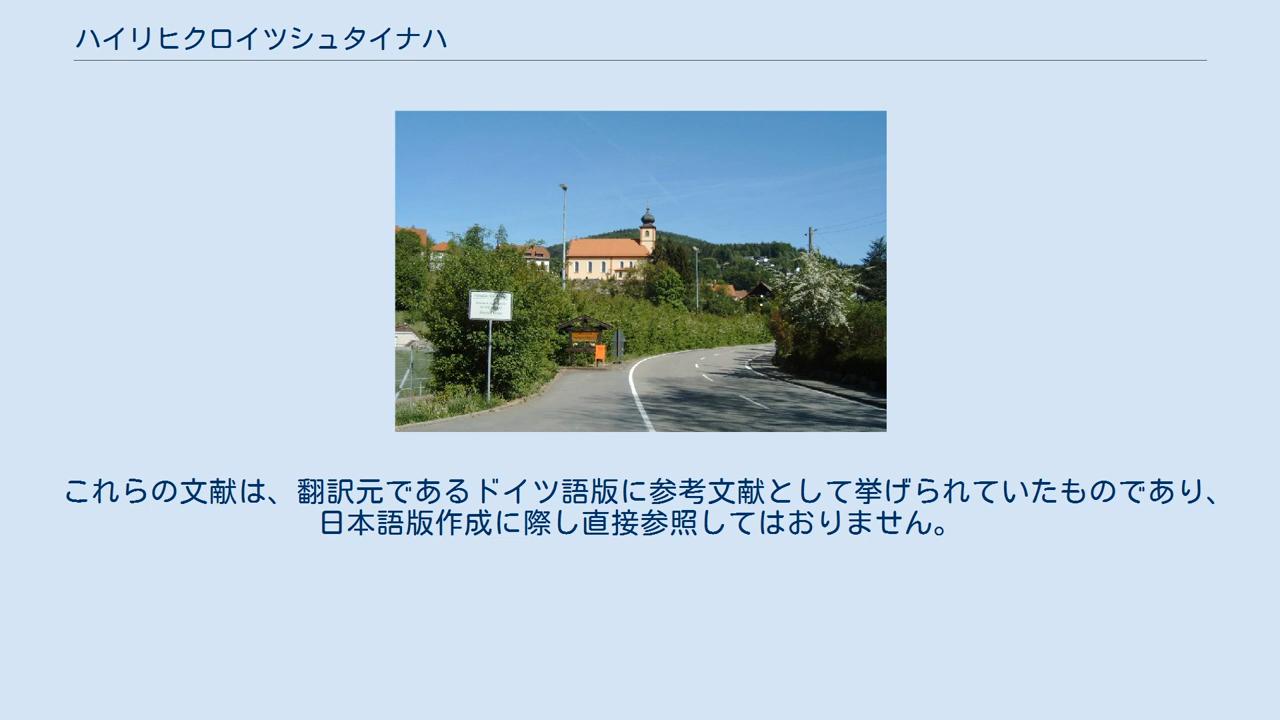 ハイリヒクロイツシュタイナハ
これらの文献は、翻訳元であるドイツ語版に参考文献として挙げられていたものであり、
日本語版作成に際し直接参照してはおりません。